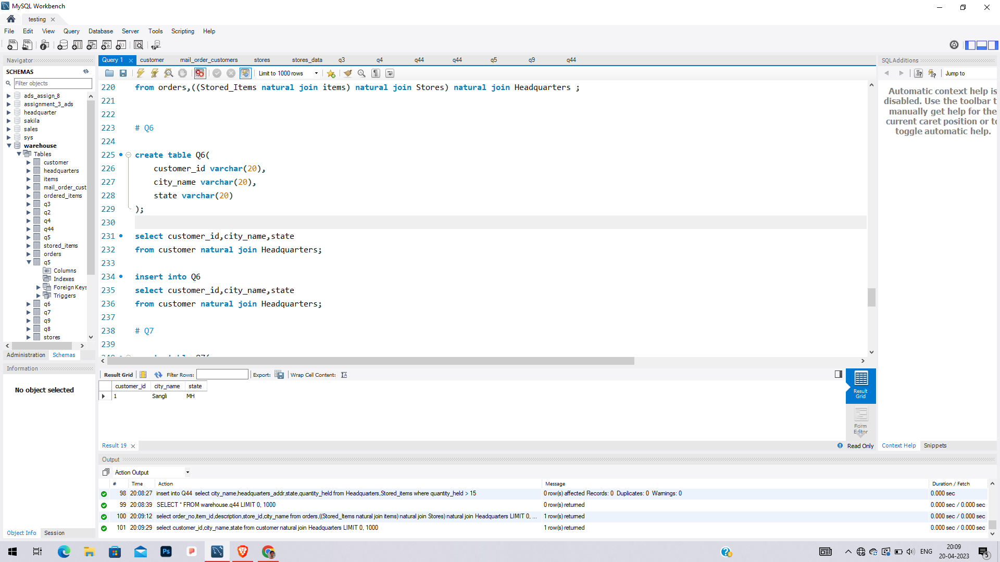 MySQL Workbench
testing
File Edit View Query Database Server Tools Scripting Help
Navigator
SCHEMAS
Filter objects
ads_assign_8
assignment_3_ads
headquarter
sakila
sales
sys
warehouse
Tables
customer
headquarters
items
mail_order_cust
ordered_items
q3
q2
q4
q44
q5
stored_items
orders
q5
Columns
Indexes
Foreign Keys
Triggers
q6
q7
q9
q8
stores
Administration Schemas
Information
No object selected
Object Info Session
Query 1 customer mail_order_customers stores stores_data q3 q4 q44 q44 q5 q9 q44
Limit to 1000 rows
220 from orders,((Stored_Items natural join items) natural join Stores) natural join Headquarters ;
221
222
223 # Q6
224
225 create table Q6(
226 customer_id varchar(20),
227 city_name varchar(20),
228 state varchar(20)
229 );
230
231 select customer_id,city_name,state
232 from customer natural join Headquarters;
233
234 insert into Q6
235 select customer_id,city_name,state
236 from customer natural join Headquarters;
237
238 # Q7
239
Result Grid Filter Rows: Export: Wrap Cell Content:
customer_id city_name state
1 Sangli MH
Result Grid
Form Editor
Result 19
Read Only
SQLAdditions
Jump to
Automatic context help is
disabled. Use the toolbar t
manually get help for the
current caret position or to
toggle automatic help.
Context Help Snippets
Output
Action Output
# Time Action Message Duration / Fetch
98 20:08:27 insert into Q44 select city_name,headquarters_addr,state,quantity_held from Headquarters,Stored_items where quantity_held > 15 0 row(s) affected Records: 0 Duplicates: 0 Warnings: 0 0.000 sec
99 20:08:39 SELECT * FROM warehouse.q44 LIMIT 0, 1000 0 row(s) returned 0.000 sec / 0.000 sec
100 20:09:12 select order_no,item_id,description,store_id,city_name from orders,((Stored_Items natural join items) natural join Stores) natural join Headquarters LIMIT 0, ... 1 row(s) returned 0.000 sec / 0.000 sec
101 20:09:29 select customer_id,city_name,state from customer natural join Headquarters LIMIT 0, 1000 1 row(s) returned 0.000 sec / 0.000 sec
Ps
ENG
20:09
20-04-2023
5